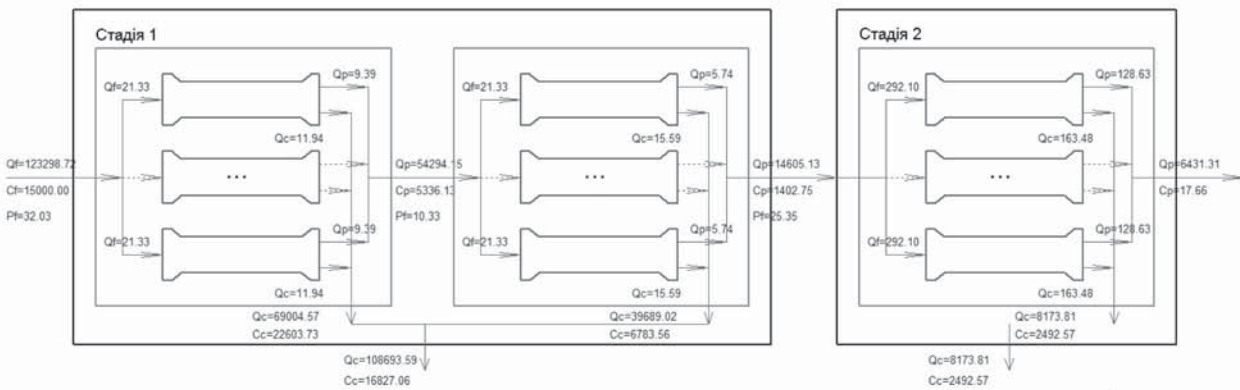 Стадія 1
Qf=21.33
Qp=9.39
Qc=11.94
Qf=123298.72
Cf=15000.00
Pf=32.03
...
Qf=21.33
Qp=9.39
Qc=11.94
Qc=69004.57
Cc=22603.73
Qp=54294.15
Cp=5336.13
Pf=10.33
Qf=21.33
Qp=5.74
Qc=15.59
...
Qf=21.33
Qp=5.74
Qc=15.59
Qc=39689.02
Cc=6783.56
Qc=108693.59
Cc=16827.06
Qp=14605.13
Cp=1402.75
Pf=25.35
Стадія 2
Qf=292.10
Qp=128.63
Qc=163.48
...
Qf=292.10
Qp=128.63
Qc=163.48
Qc=8173.81
Cc=2492.57
Qp=6431.31
Cp=17.66
Qc=8173.81
Cc=2492.57